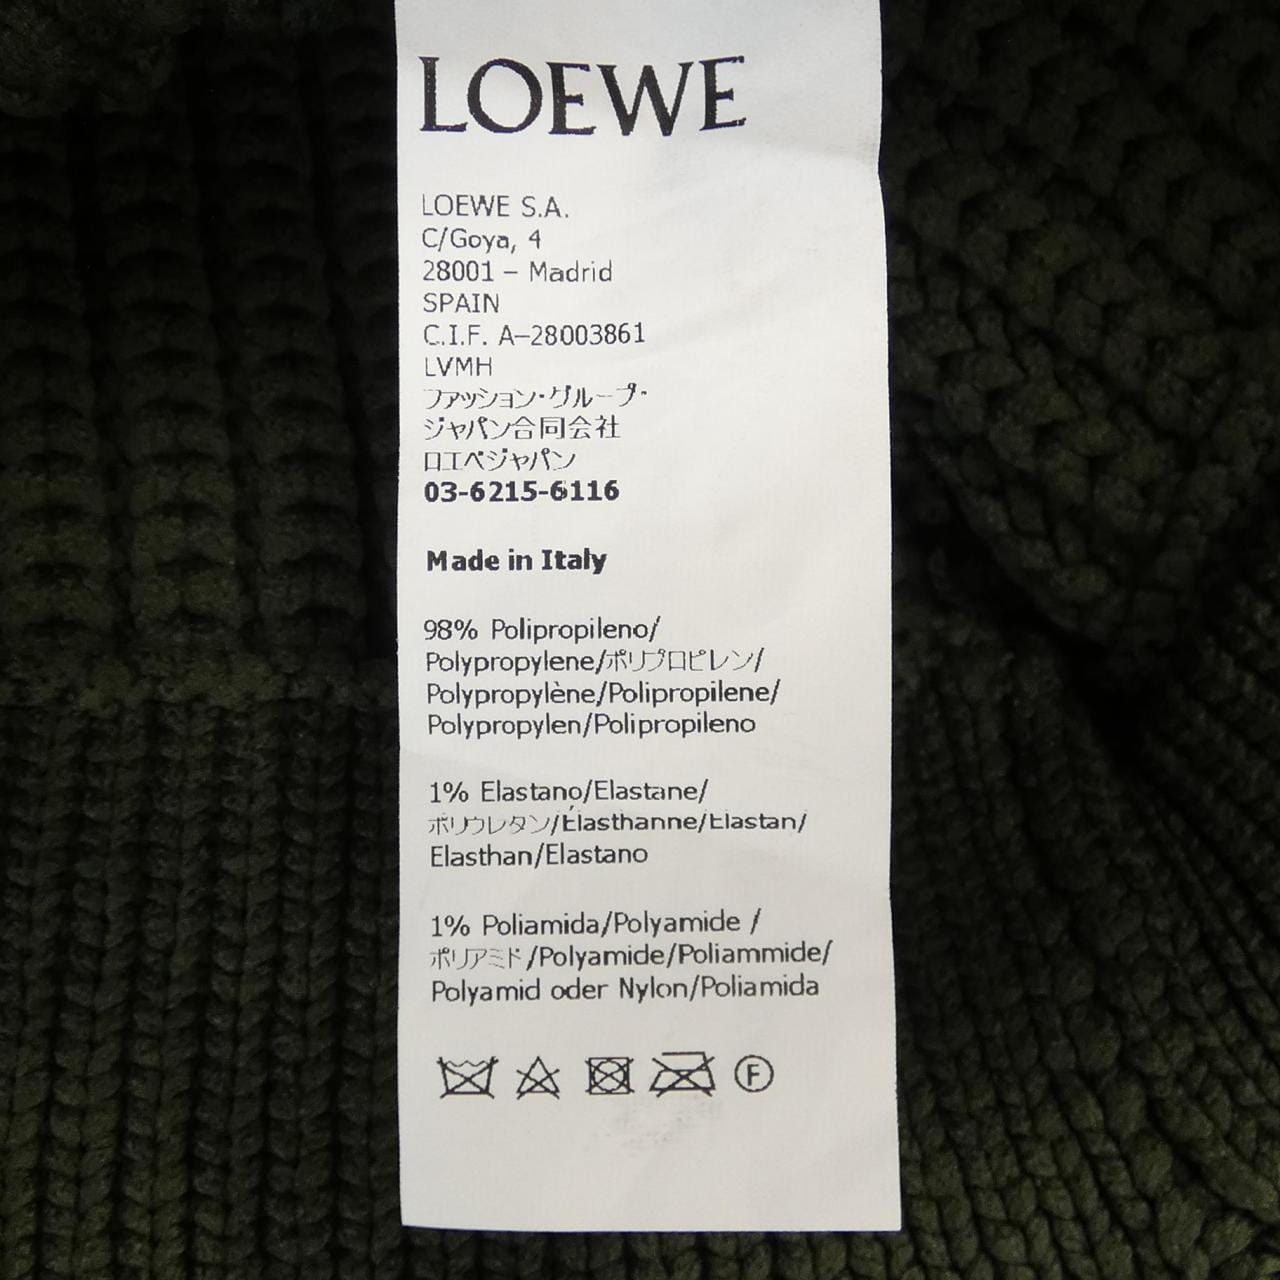 LOEWE
LOEWE S.A.
C/Goya, 4
28001 – Madrid
SPAIN
C.I.F. A–28003861
LVMH
ファッション・グループ・
ジャパン合同会社
ロエベジャパン
03-6215-6116
Made in Italy
98% Polipropileno/
Polypropylene/ポリプロピレン/
Polypropylène/Polipropilene/
Polypropylen/Polipropileno
1% Elastano/Elastane/
ポリウレタン/Élasthanne/Elastan/
Elasthan/Elastano
1% Poliamida/Polyamide /
ポリアミド/Polyamide/Poliammide/
Polyamid oder Nylon/Poliamida
F